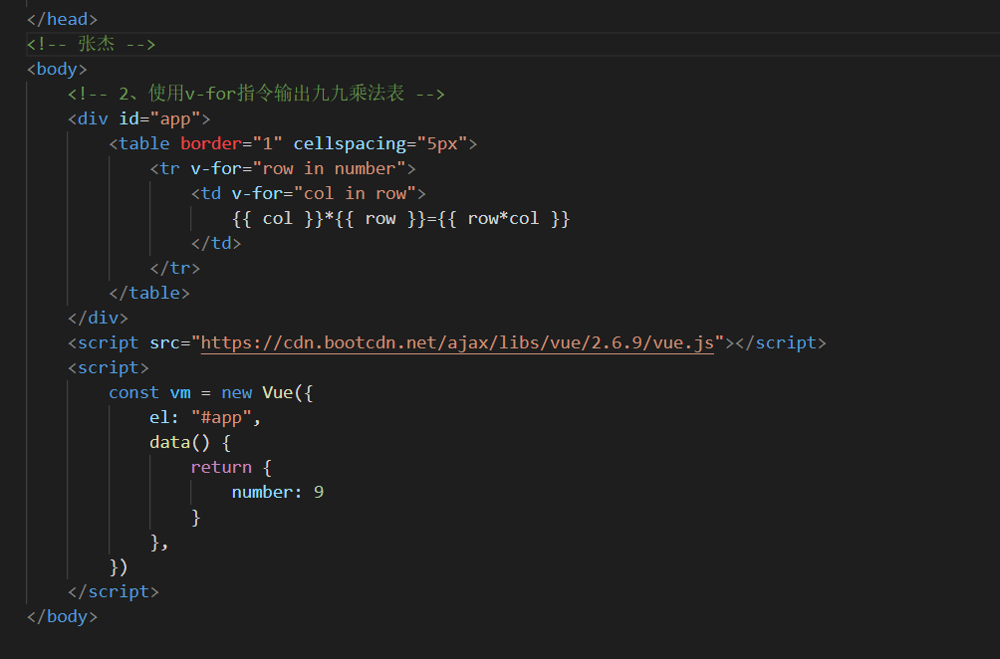 </head>
<!-- 张杰 -->
<body>
    <!-- 2、使用v-for指令输出九九乘法表 -->
    <div id="app">
        <table border="1" cellspacing="5px">
            <tr v-for="row in number">
                <td v-for="col in row">
                    {{ col }}*{{ row }}={{ row*col }}
                </td>
            </tr>
        </table>
    </div>
    <script src="https://cdn.bootcdn.net/ajax/libs/vue/2.6.9/vue.js"></script>
    <script>
        const vm = new Vue({
            el: "#app",
            data() {
                return {
                    number: 9
                }
            },
        })
    </script>
</body>